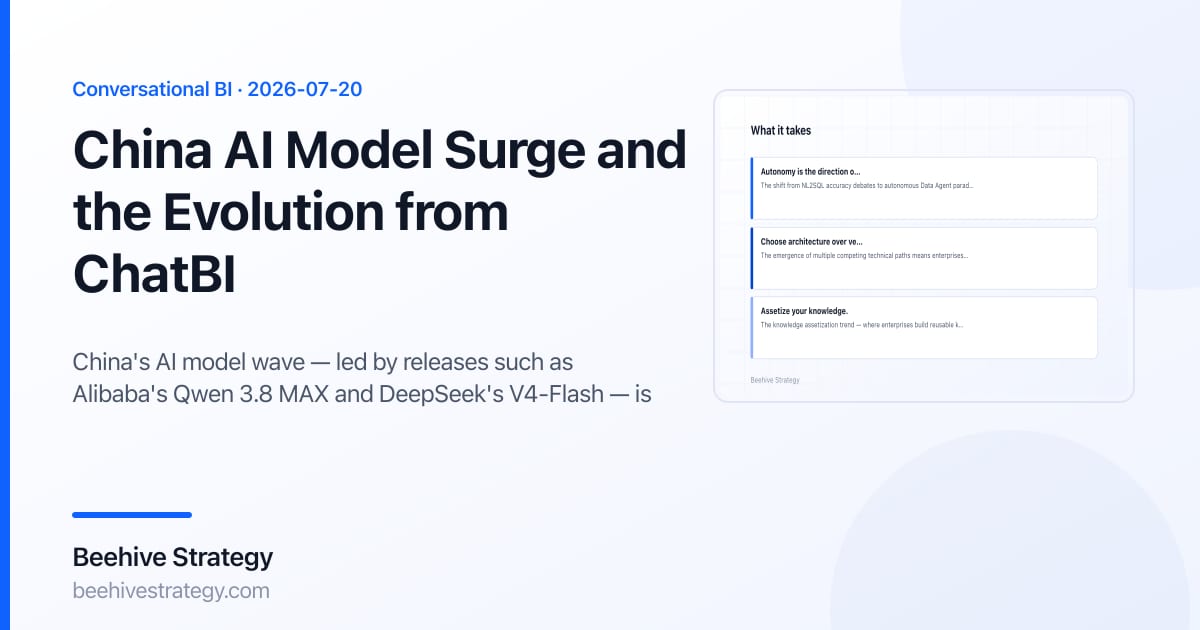 Conversational BI · 2026-07-20
China AI Model Surge and
the Evolution from
ChatBI
China's AI model wave — led by releases such as
Alibaba's Qwen 3.8 MAX and DeepSeek's V4-Flash — is
Beehive Strategy
beehivestrategy.com
What it takes
Autonomy is the direction o...
The shift from NL2SQL accuracy debates to autonomous Data Agent parad...
Choose architecture over ve...
The emergence of multiple competing technical paths means enterprises...
Assetize your knowledge.
The knowledge assetization trend — where enterprises build reusable k...
Beehive Strategy